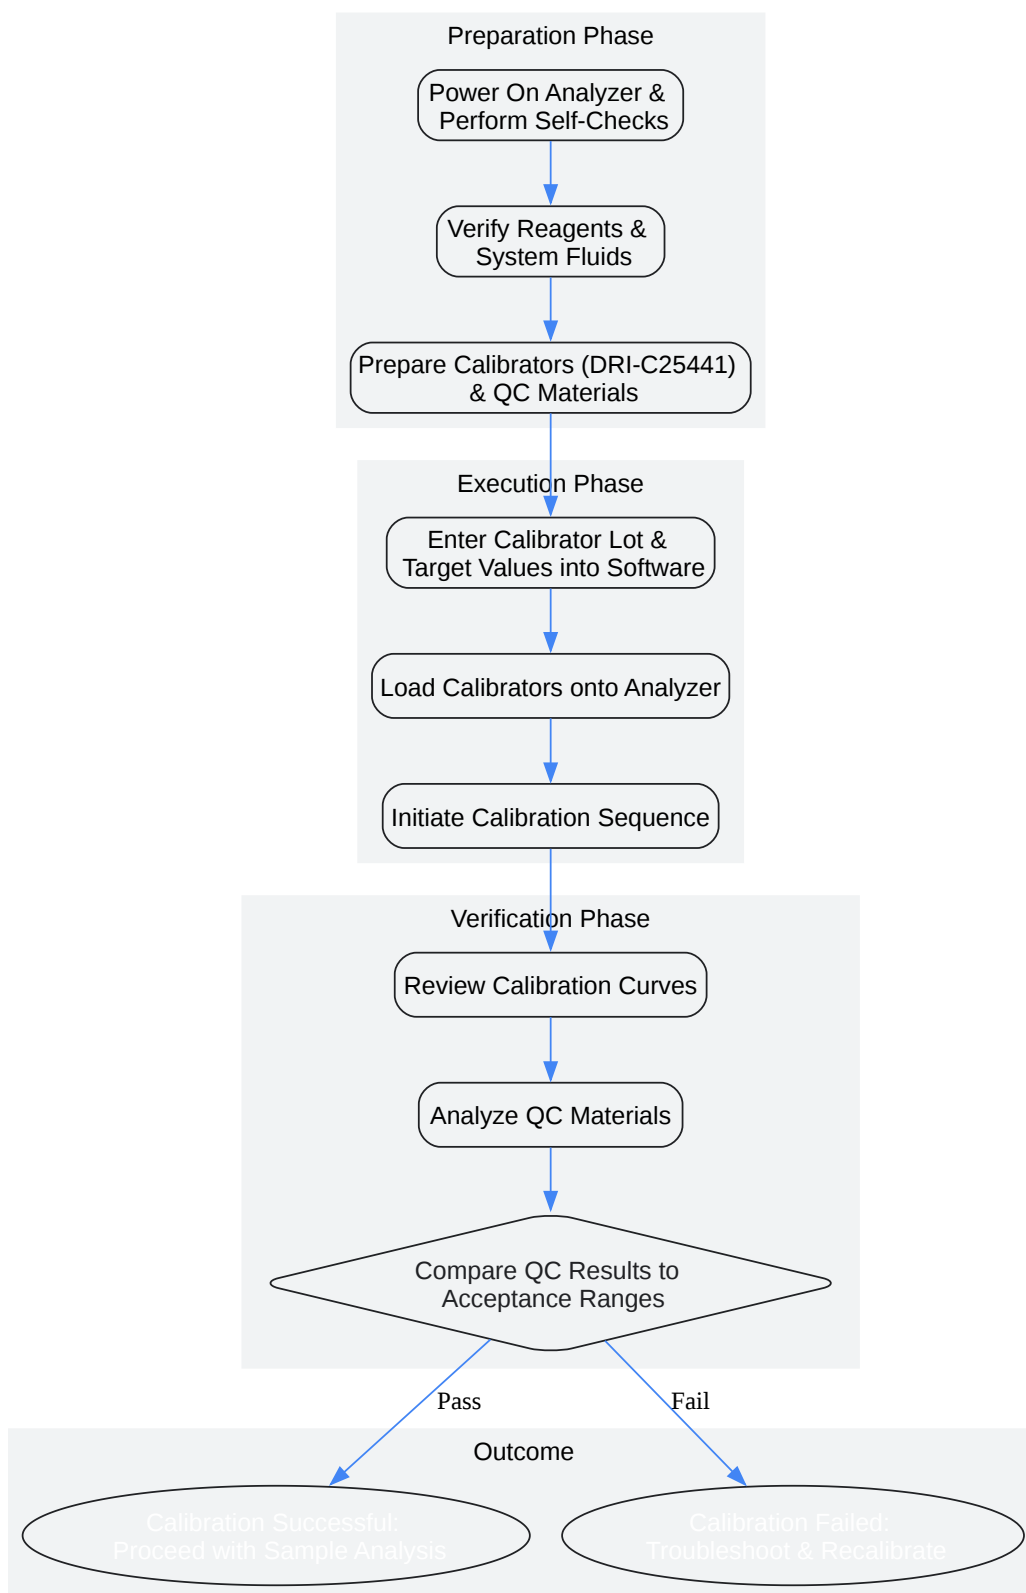 Preparation Phase
Power On Analyzer &
Perform Self-Checks
Verify Reagents &
System Fluids
Prepare Calibrators (DRI-C25441)
& QC Materials
Execution Phase
Enter Calibrator Lot &
Target Values into Software
Load Calibrators onto Analyzer
Initiate Calibration Sequence
Verification Phase
Review Calibration Curves
Analyze QC Materials
Compare QC Results to
Acceptance Ranges
Pass
Fail
Outcome
Calibration Successful:
Proceed with Sample Analysis
Calibration Failed:
Troubleshoot & Recalibrate